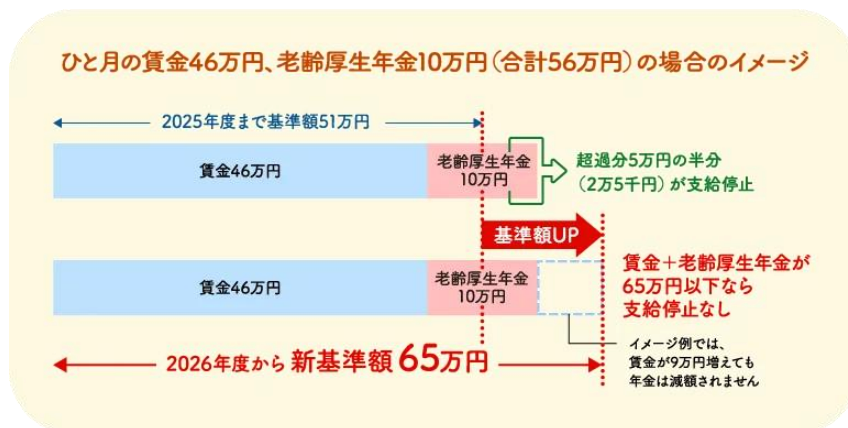 ひと月の賃金46万円、老齢厚生年金10万円（合計56万円）の場合のイメージ
2025年度まで基準額51万円
賃金46万円
老齢厚生年金
10万円
超過分5万円の半分
（2万5千円）が支給停止
基準額UP
賃金46万円
老齢厚生年金
10万円
賃金＋老齢厚生年金が
65万円以下なら
支給停止なし
2026年度から 新基準額 65万円
イメージ例では、
賃金が9万円増えても
年金は減額されません